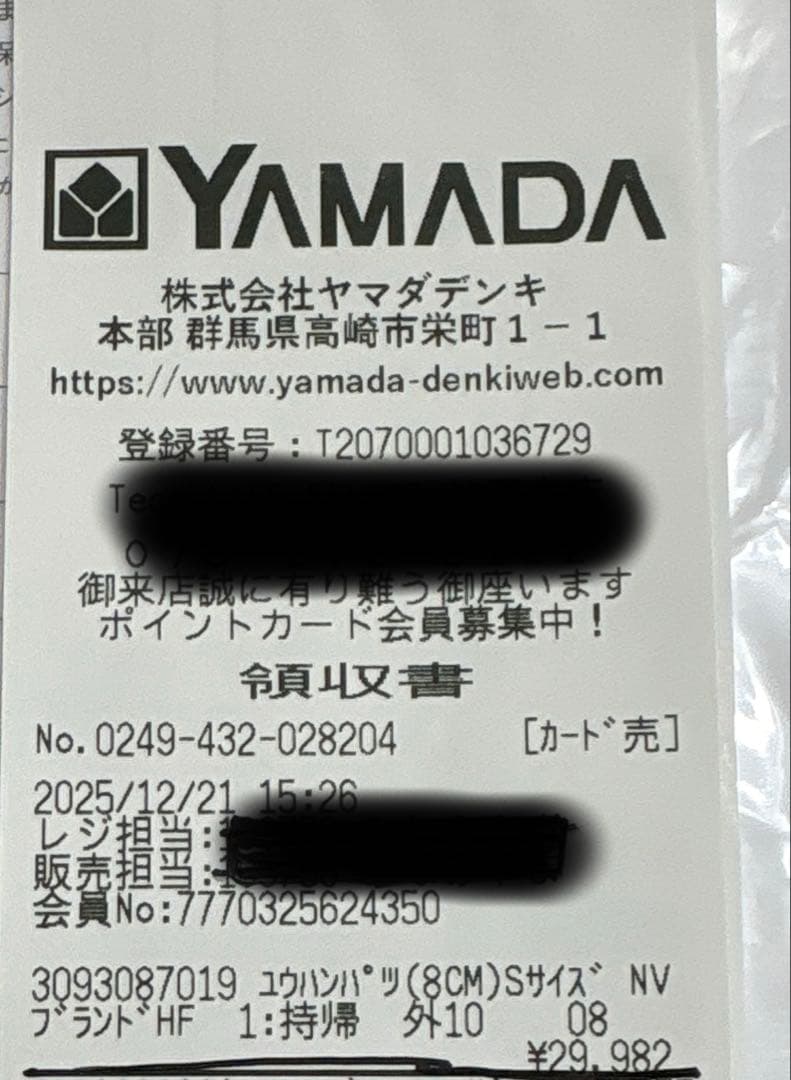 YAMADA
株式会社ヤマダデンキ
本部 群馬県高崎市栄町1-1
https://www.yamada-denkiweb.com
登録番号:T2070001036729
御来店誠に有り難う御座います
ポイントカード会員募集中!
領収書
No.0249-432-028204 [カード売]
2025/12/21 15:26
レジ担当:
販売担当:
会員No:7770325624350
3093087019 ユウハンパツ(8CM)Sサイズ NV
ブランドHF 1:持帰 外10 08
¥29,982